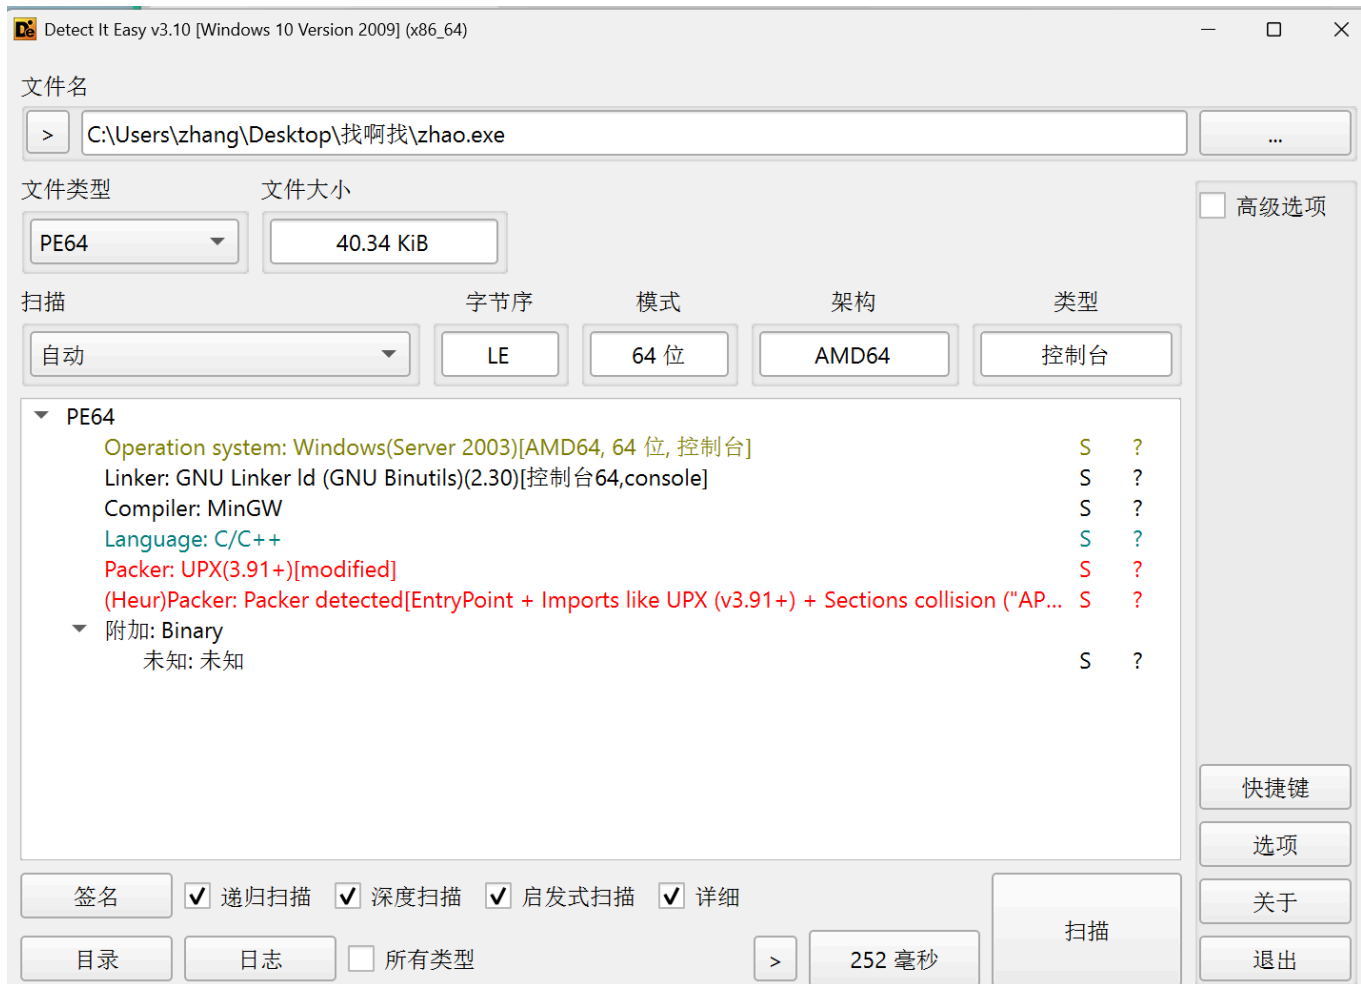 Detect It Easy v3.10 [Windows 10 Version 2009] (x86_64)
文件名
> C:\Users\zhang\Desktop\找啊找\zhao.exe ...
文件类型 文件大小
高级选项
PE64 40.34 KiB
扫描 字节序 模式 架构 类型
自动 LE 64 位 AMD64 控制台
PE64
Operation system: Windows(Server 2003)[AMD64, 64 位, 控制台] S ?
Linker: GNU Linker ld (GNU Binutils)(2.30)[控制台64,console] S ?
Compiler: MinGW S ?
Language: C/C++ S ?
Packer: UPX(3.91+)[modified] S ?
(Heur)Packer: Packer detected[EntryPoint + Imports like UPX (v3.91+) + Sections collision ("AP... S ?
附加: Binary
未知: 未知 S ?
快捷键
选项
签名 递归扫描 深度扫描 启发式扫描 详细
关于
扫描
目录 日志 所有类型 > 252 毫秒
退出